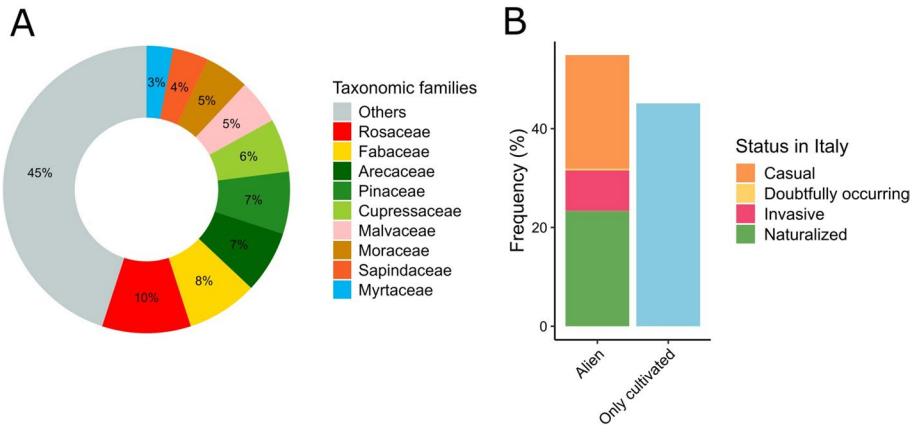 A
3%
4%
5%
5%
6%
7%
7%
8%
10%
45%
Taxonomic families
Others
Rosaceae
Fabaceae
Arecaceae
Pinaceae
Cupressaceae
Malvaceae
Moraceae
Sapindaceae
Myrtaceae
B
Frequency (%)
40
20
0
Alien
Only cultivated
Status in Italy
Casual
Doubtfully occurring
Invasive
Naturalized